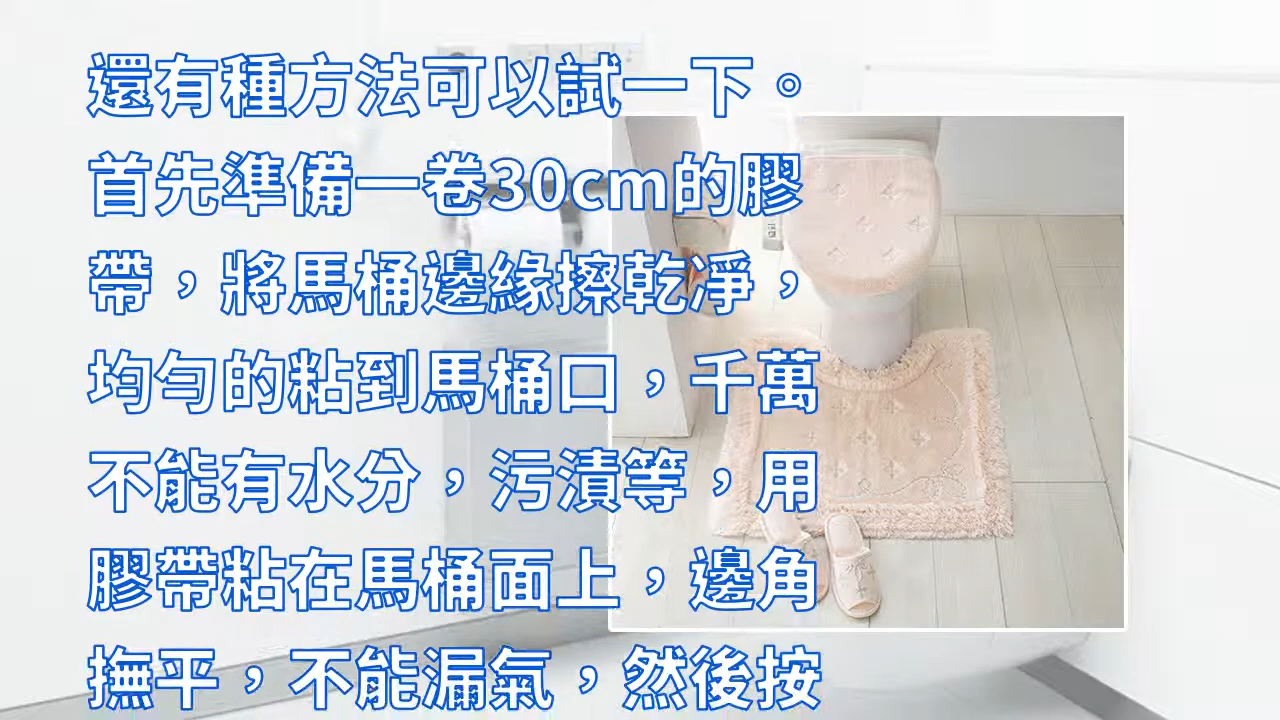 還有種方法可以試一下。
首先準備一卷30cm的膠
帶，將馬桶邊緣擦乾淨，
均勻的粘到馬桶口，千萬
不能有水分，污漬等，用
膠帶粘在馬桶面上，邊角
撫平，不能漏氣，然後按